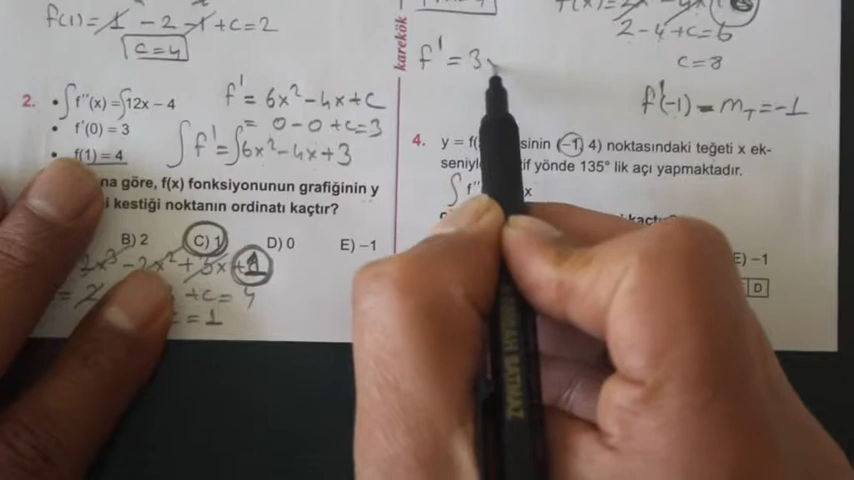 f(1) = 1 - 2 - 1 + c = 2
c = 4
2. • ∫f''(x) = ∫12x - 4
• f'(0) = 3
• f(1) = 4
f' = 6x² - 4x + c
= 0 - 0 + c = 3
∫f' = ∫6x² - 4x + 3
na göre, f(x) fonksiyonunun grafiğinin y
kestiği noktanın ordinatı kaçtır?
B) 2 C) 1 D) 0 E) -1
2x³ - 2x² + 3x +
+ c = 4
= 1
karekök
2 - 4 + c = 6
c = 8
f' = 3
f'(-1) = m_T = -1
4. y = f( sinin (-1, 4) noktasındaki teğeti x ek-
seniyle if yönde 135° lik açı yapmaktadır.
∫ f'' x
kaçtır?
E) -1
D